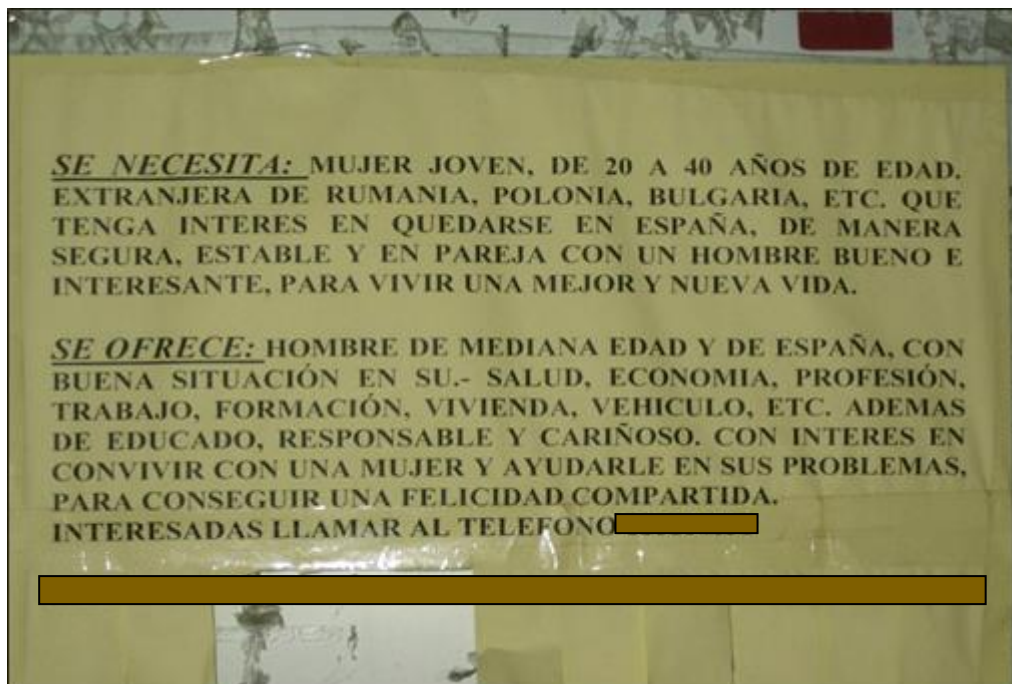 SE NECESITA: MUJER JOVEN, DE 20 A 40 AÑOS DE EDAD.
EXTRANJERA DE RUMANIA, POLONIA, BULGARIA, ETC. QUE
TENGA INTERES EN QUEDARSE EN ESPAÑA, DE MANERA
SEGURA, ESTABLE Y EN PAREJA CON UN HOMBRE BUENO E
INTERESANTE, PARA VIVIR UNA MEJOR Y NUEVA VIDA.
SE OFRECE: HOMBRE DE MEDIANA EDAD Y DE ESPAÑA, CON
BUENA SITUACIÓN EN SU.- SALUD, ECONOMIA, PROFESIÓN,
TRABAJO, FORMACIÓN, VIVIENDA, VEHICULO, ETC. ADEMAS
DE EDUCADO, RESPONSABLE Y CARIÑOSO. CON INTERES EN
CONVIVIR CON UNA MUJER Y AYUDARLE EN SUS PROBLEMAS,
PARA CONSEGUIR UNA FELICIDAD COMPARTIDA.
INTERESADAS LLAMAR AL TELEFONO